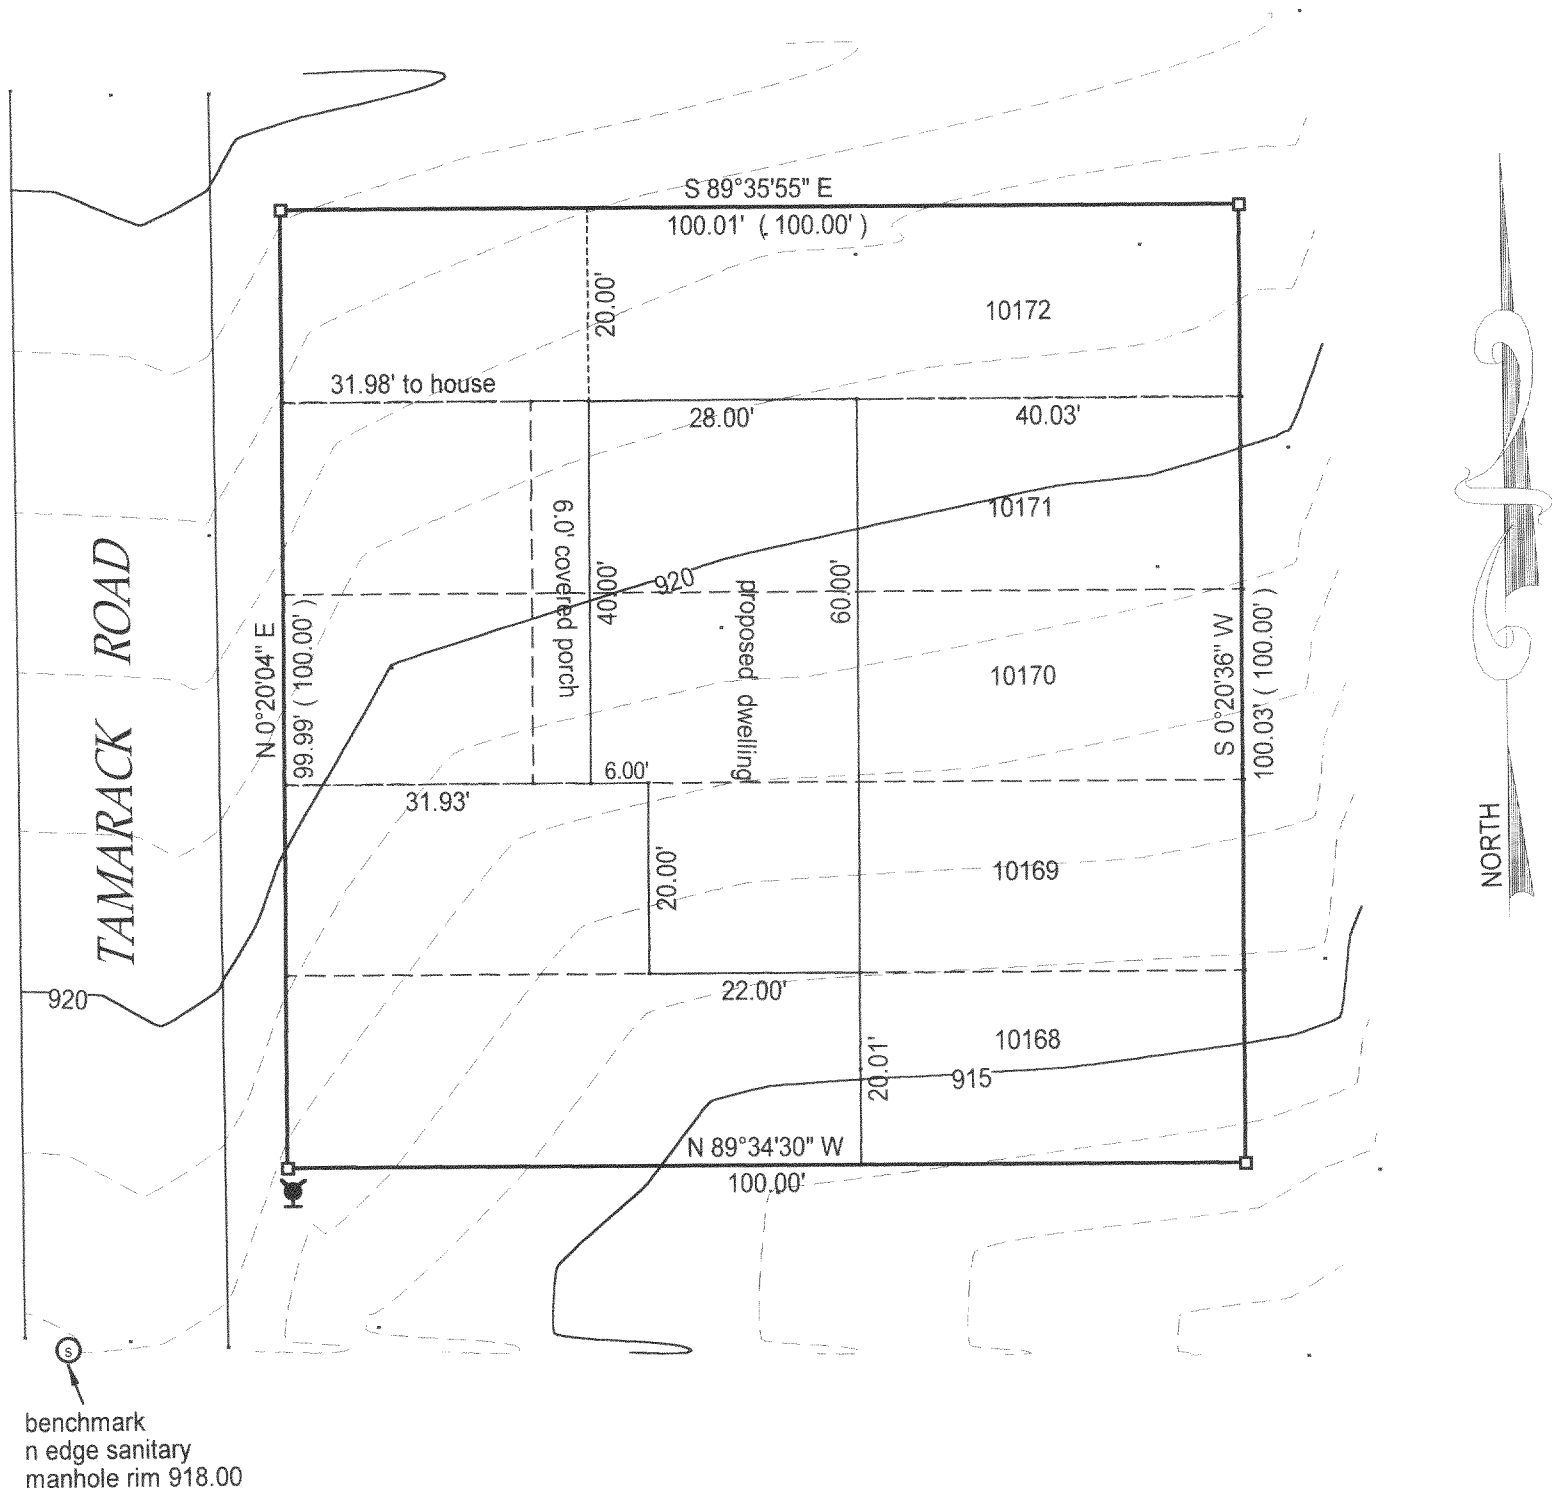 S 89°35'55" E
100.01' ( 100.00' )
20.00'
10172
31.98' to house
28.00'
40.03'
10171
6.0' covered porch
40.00'
920
proposed dwelling
60.00'
N 0°20'04" E
99.99' ( 100.00' )
S 0°20'36" W
100.03' ( 100.00' )
10170
6.00'
31.93'
TAMARACK ROAD
NORTH
20.00'
10169
920
22.00'
10168
20.01'
915
N 89°34'30" W
100.00'
S
benchmark
n edge sanitary
manhole rim 918.00